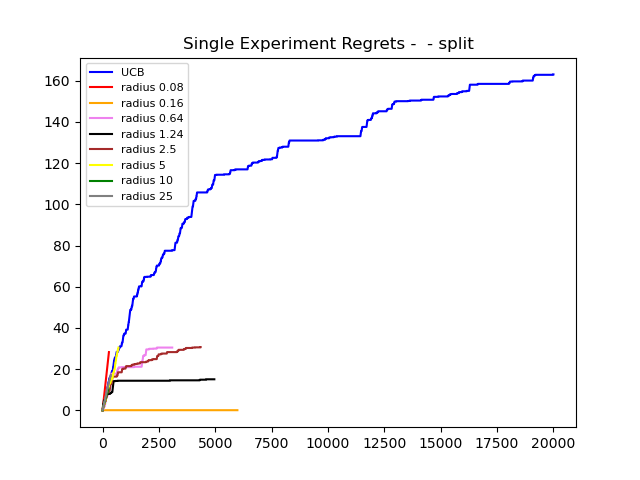 Single Experiment Regrets -  - split
UCB
radius 0.08
radius 0.16
radius 0.64
radius 1.24
radius 2.5
radius 5
radius 10
radius 25
160
140
120
100
80
60
40
20
0
0 2500 5000 7500 10000 12500 15000 17500 20000